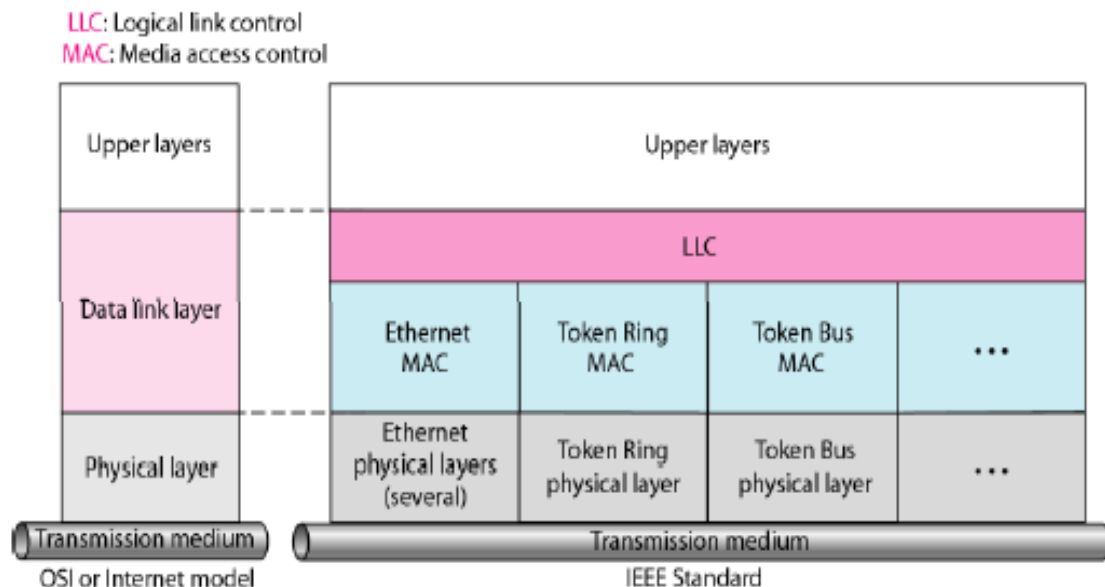 LLC: Logical link control
MAC: Media access control
Upper layers
Data link layer
Physical layer
Transmission medium
OSI or Internet model
Upper layers
LLC
Ethernet
MAC
Token Ring
MAC
Token Bus
MAC
...
Ethernet
physical layers
(several)
Token Ring
physical layer
Token Bus
physical layer
...
Transmission medium
IEEE Standard